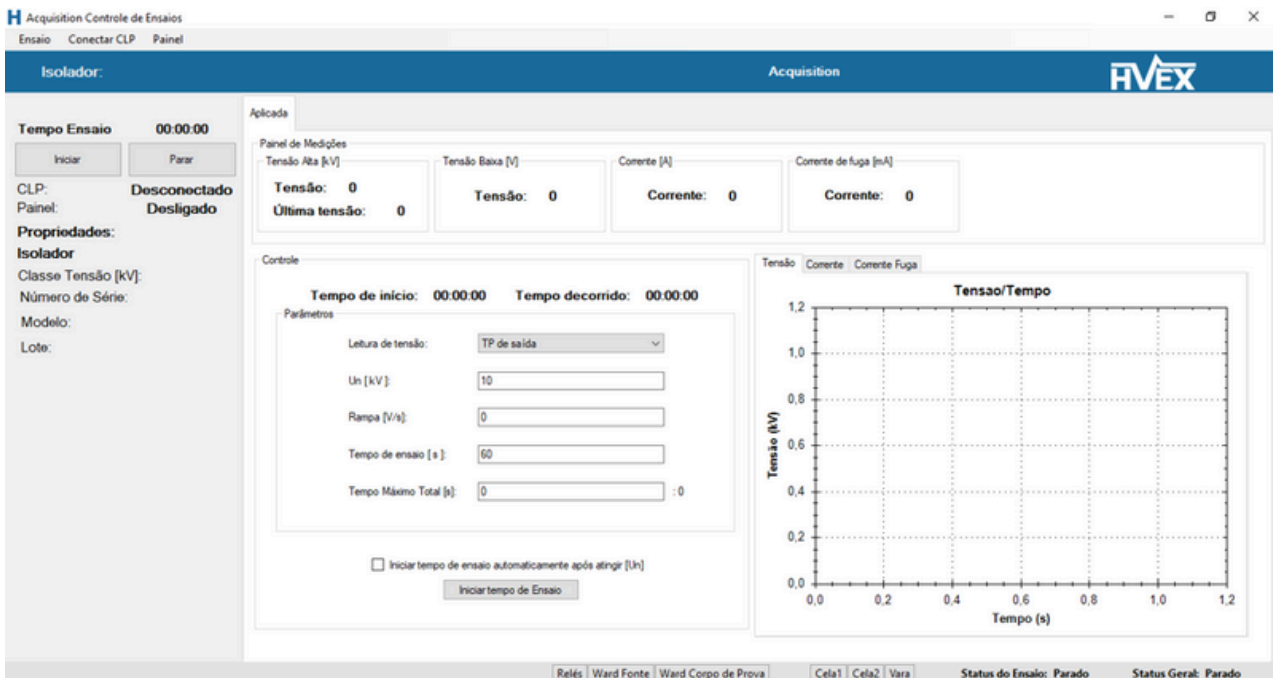 Acquisition Controle de Ensaios
Ensaio Conectar CLP Painel
Isolador: Acquisition HVEX
Tempo Ensaio 00:00:00
Iniciar Parar
CLP: Desconectado
Painel: Desligado
Propriedades:
Isolador
Classe Tensão [kV]:
Número de Série:
Modelo:
Lote:
Aplicada
Painel de Medições
Tensão Alta [kV] Tensão Baixa [V] Corrente [A] Corrente de fuga [mA]
Tensão: 0 Tensão: 0 Corrente: 0 Corrente: 0
Última tensão: 0
Controle
Tempo de início: 00:00:00 Tempo decorrido: 00:00:00
Parâmetros
Leitura de tensão: TP de saída
Un [ kV ]: 10
Rampa [V/s]: 0
Tempo de ensaio [ s ]: 60
Tempo Máximo Total [s]: 0 : 0
Iniciar tempo de ensaio automaticamente após atingir [Un]
Iniciar tempo de Ensaio
Tensão Corrente Corrente Fuga
Tensao/Tempo
Tensão (kV)
1,2
1,0
0,8
0,6
0,4
0,2
0,0
0,0 0,2 0,4 0,6 0,8 1,0 1,2
Tempo (s)
Relés Ward Fonte Ward Corpo de Prova Cela1 Cela2 Vara Status do Ensaio: Parado Status Geral: Parado